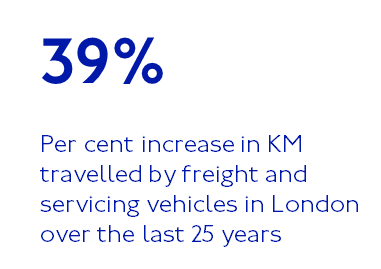 39%
Per cent increase in KM
travelled by freight and
servicing vehicles in London
over the last 25 years